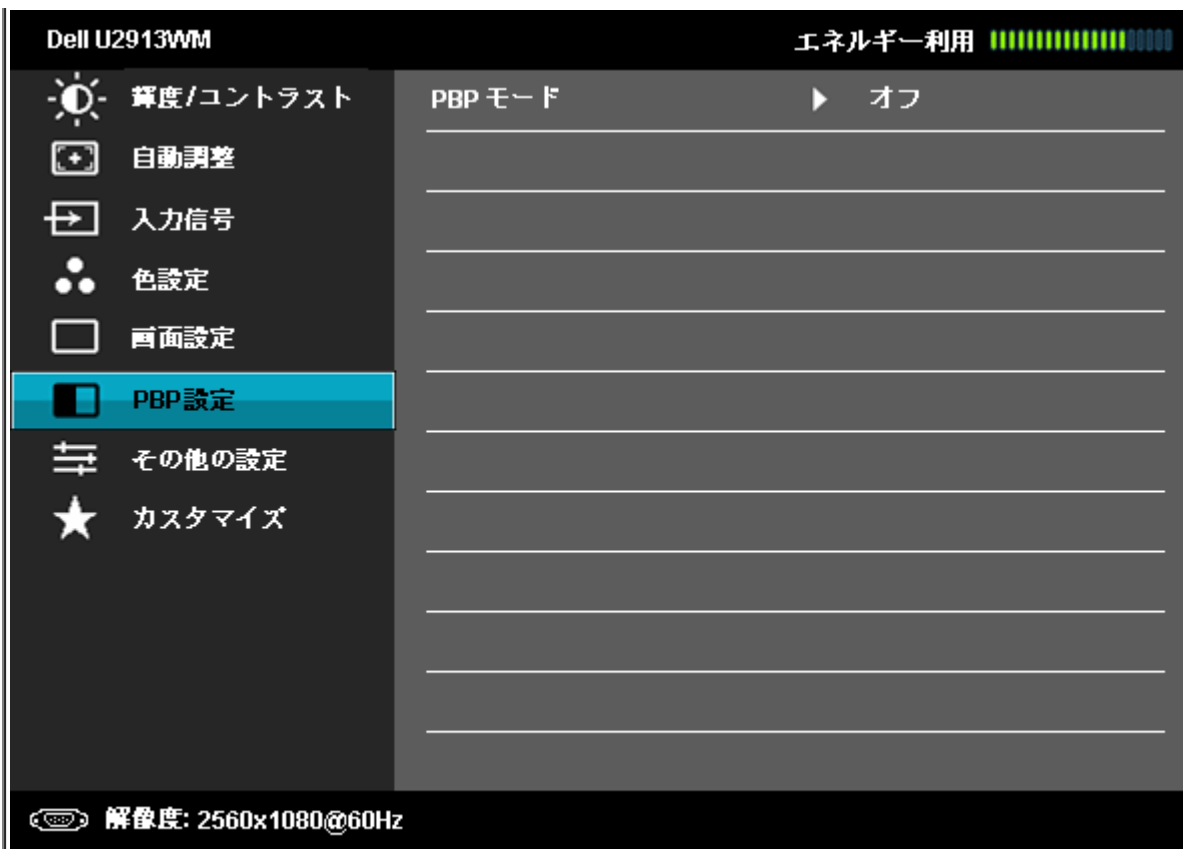 Dell U2913WM
エネルギー利用
輝度/コントラスト
PBP モード
オフ
自動調整
入力信号
色設定
画面設定
PBP設定
その他の設定
カスタマイズ
解像度: 2560x1080@60Hz